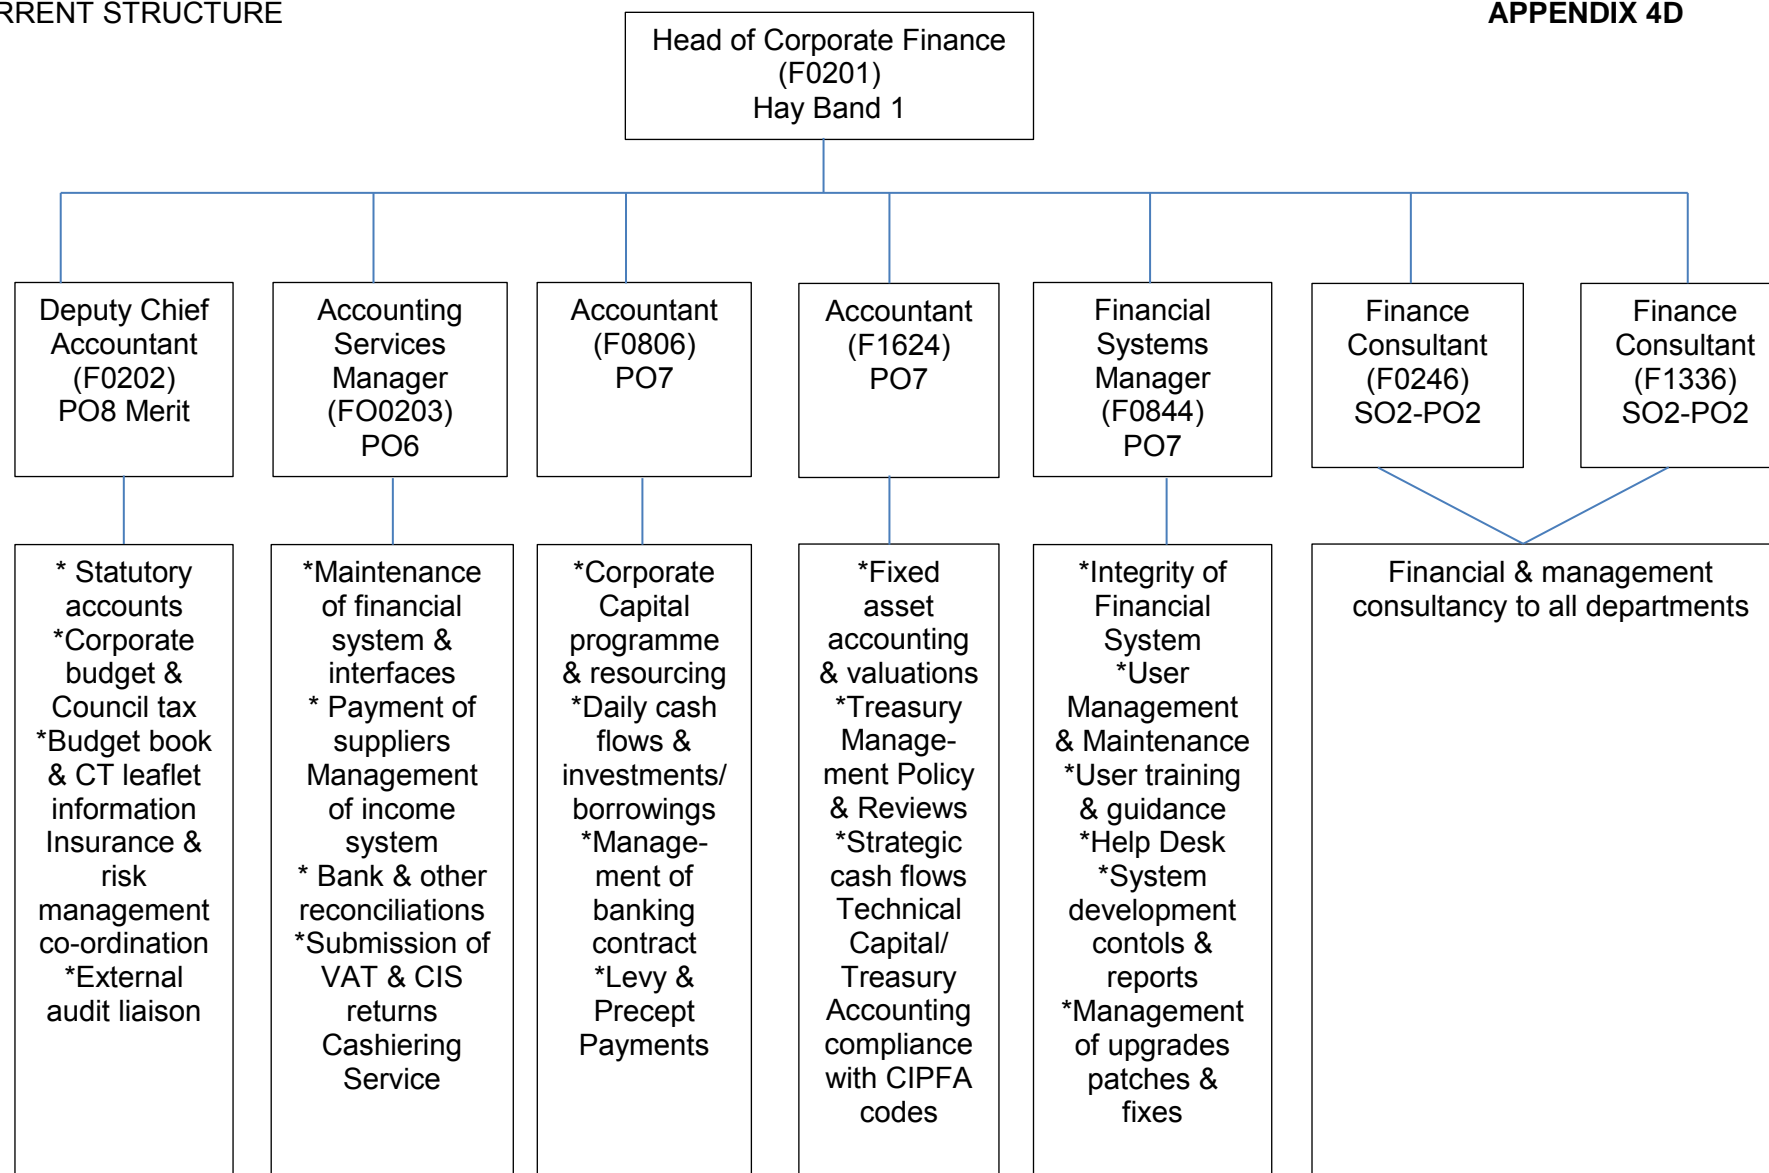 RRENT STRUCTURE
APPENDIX 4D
Head of Corporate Finance
(F0201)
Hay Band 1
Deputy Chief
Accountant
(F0202)
PO8 Merit
Accounting
Services
Manager
(FO0203)
PO6
Accountant
(F0806)
PO7
Accountant
(F1624)
PO7
Financial
Systems
Manager
(F0844)
PO7
Finance
Consultant
(F0246)
SO2-PO2
Finance
Consultant
(F1336)
SO2-PO2
* Statutory
accounts
*Corporate
budget &
Council tax
*Budget book
& CT leaflet
information
Insurance &
risk
management
co-ordination
*External
audit liaison
*Maintenance
of financial
system &
interfaces
* Payment of
suppliers
Management
of income
system
* Bank & other
reconciliations
*Submission of
VAT & CIS
returns
Cashiering
Service
*Corporate
Capital
programme
& resourcing
*Daily cash
flows &
investments/
borrowings
*Manage-
ment of
banking
contract
*Levy &
Precept
Payments
*Fixed
asset
accounting
& valuations
*Treasury
Manage-
ment Policy
& Reviews
*Strategic
cash flows
Technical
Capital/
Treasury
Accounting
compliance
with CIPFA
codes
*Integrity of
Financial
System
*User
Management
& Maintenance
*User training
& guidance
*Help Desk
*System
development
contols &
reports
*Management
of upgrades
patches &
fixes
Financial & management
consultancy to all departments